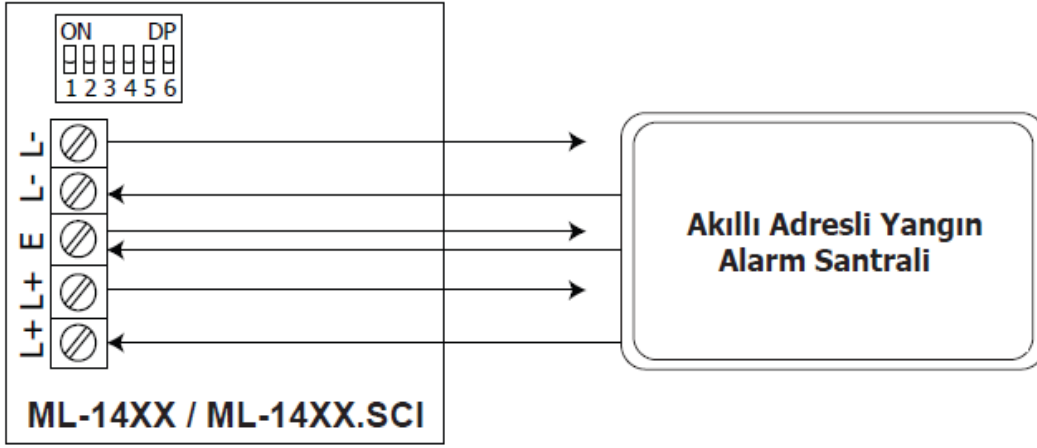 ON DP
1 2 3 4 5 6
L-
L-
E
L+
L+
Akıllı Adresli Yangın
Alarm Santrali
ML-14XX / ML-14XX.SCI